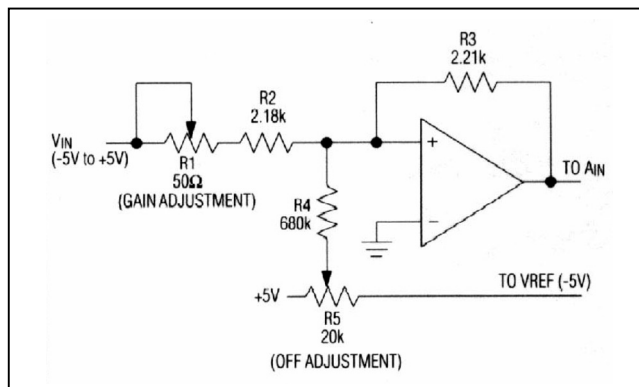 R3
2.21k
R2
2.18k
VIN
(-5V to +5V)
R1
50Ω
(GAIN ADJUSTMENT)
+
−
TO AIN
R4
680k
+5V
R5
20k
TO VREF (-5V)
(OFF ADJUSTMENT)